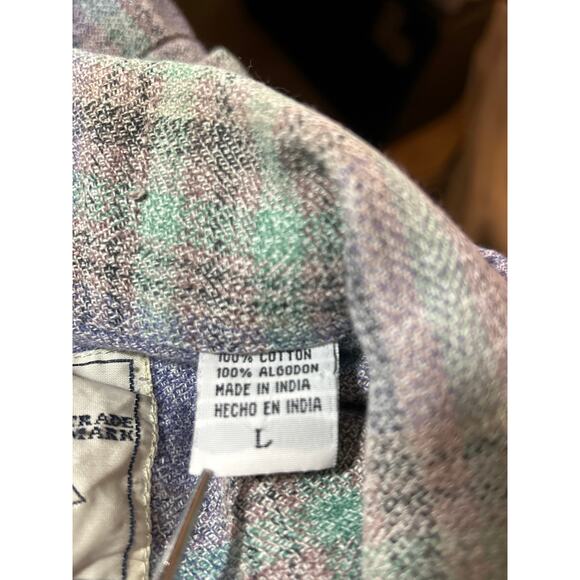 100% COTTON
100% ALGODON
MADE IN INDIA
HECHO EN INDIA
L
TRADE
MARK